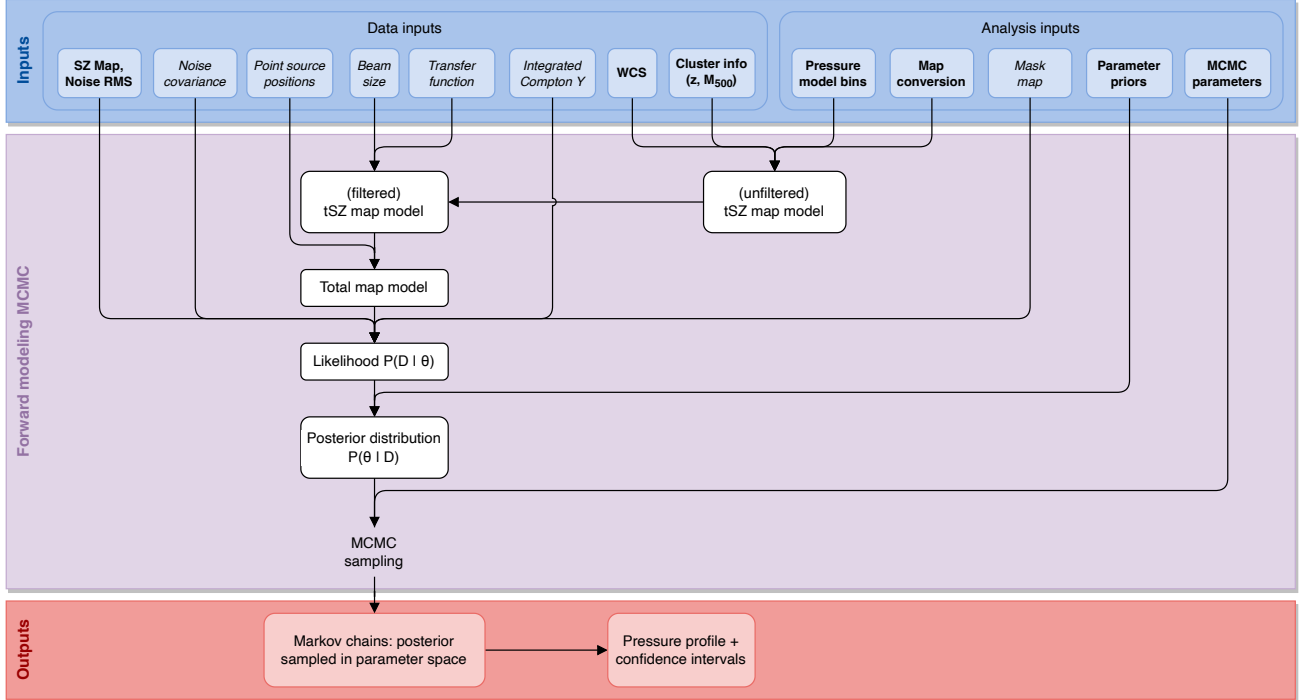 Inputs
Data inputs
SZ Map,
Noise RMS
Noise
covariance
Point source
positions
Beam
size
Transfer
function
Integrated
Compton Y
WCS
Cluster info
(z, M500)
Analysis inputs
Pressure
model bins
Map
conversion
Mask
map
Parameter
priors
MCMC
parameters
Forward modeling MCMC
(filtered)
tSZ map model
(unfiltered)
tSZ map model
Total map model
Likelihood P(D | θ)
Posterior distribution
P(θ | D)
MCMC
sampling
Outputs
Markov chains: posterior
sampled in parameter space
Pressure profile +
confidence intervals